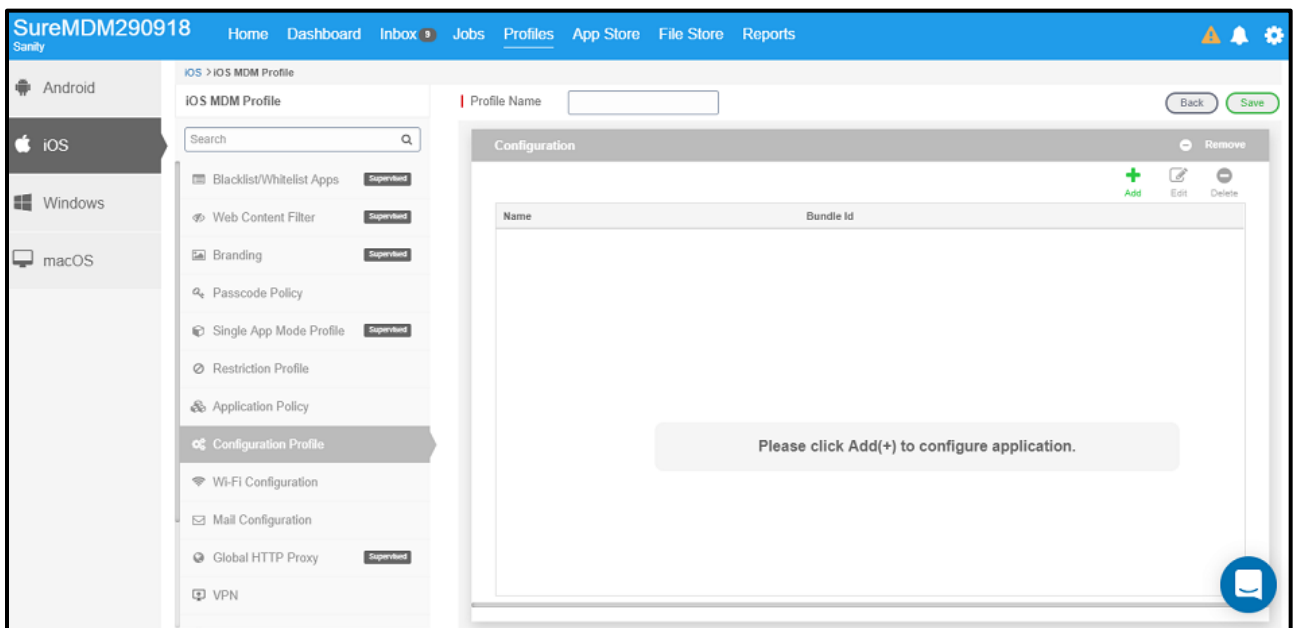 SureMDM290918
Sanity
Home Dashboard Inbox 9 Jobs Profiles App Store File Store Reports
Android
iOS
Windows
macOS
iOS > iOS MDM Profile
iOS MDM Profile
Search
Blacklist/Whitelist Apps Supervised
Web Content Filter Supervised
Branding Supervised
Passcode Policy
Single App Mode Profile Supervised
Restriction Profile
Application Policy
Configuration Profile
Wi-Fi Configuration
Mail Configuration
Global HTTP Proxy Supervised
VPN
Profile Name
Back Save
Configuration Remove
Add Edit Delete
Name Bundle Id
Please click Add(+) to configure application.